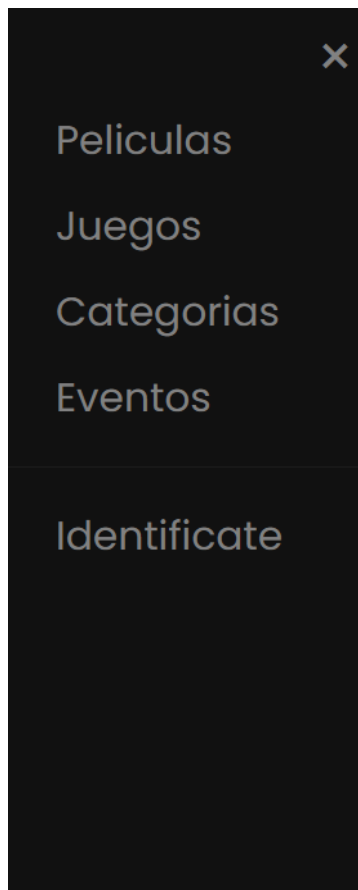 ×
Peliculas
Juegos
Categorias
Eventos
Identificate